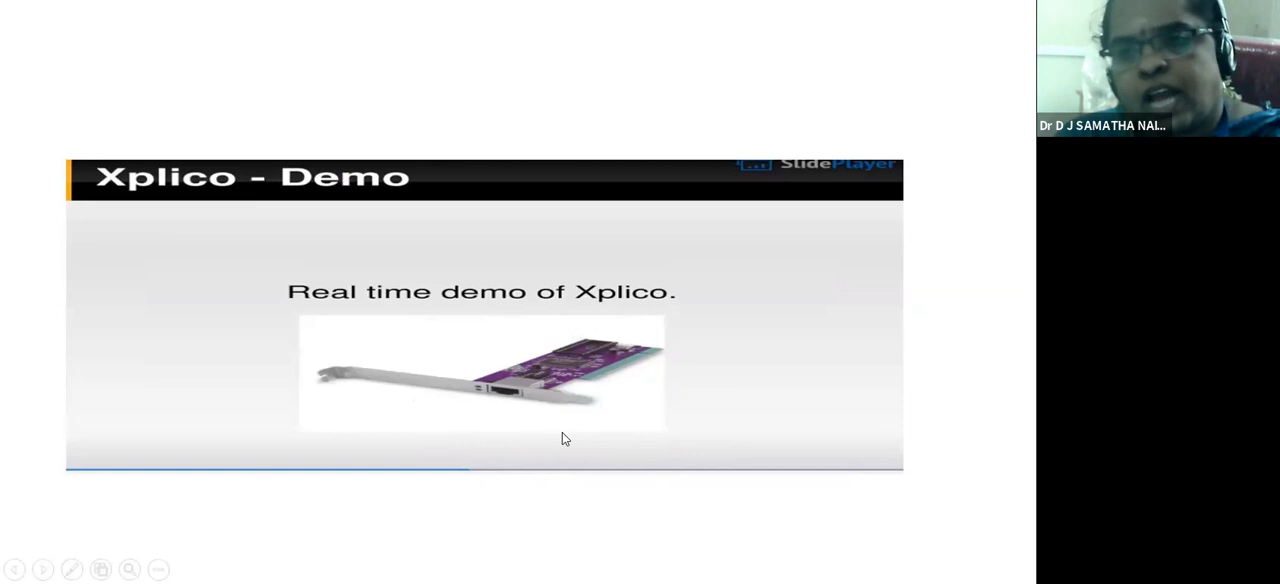 Xplico - Demo
SlidePlayer
Real time demo of Xplico.
Dr D J SAMATHA NAI...